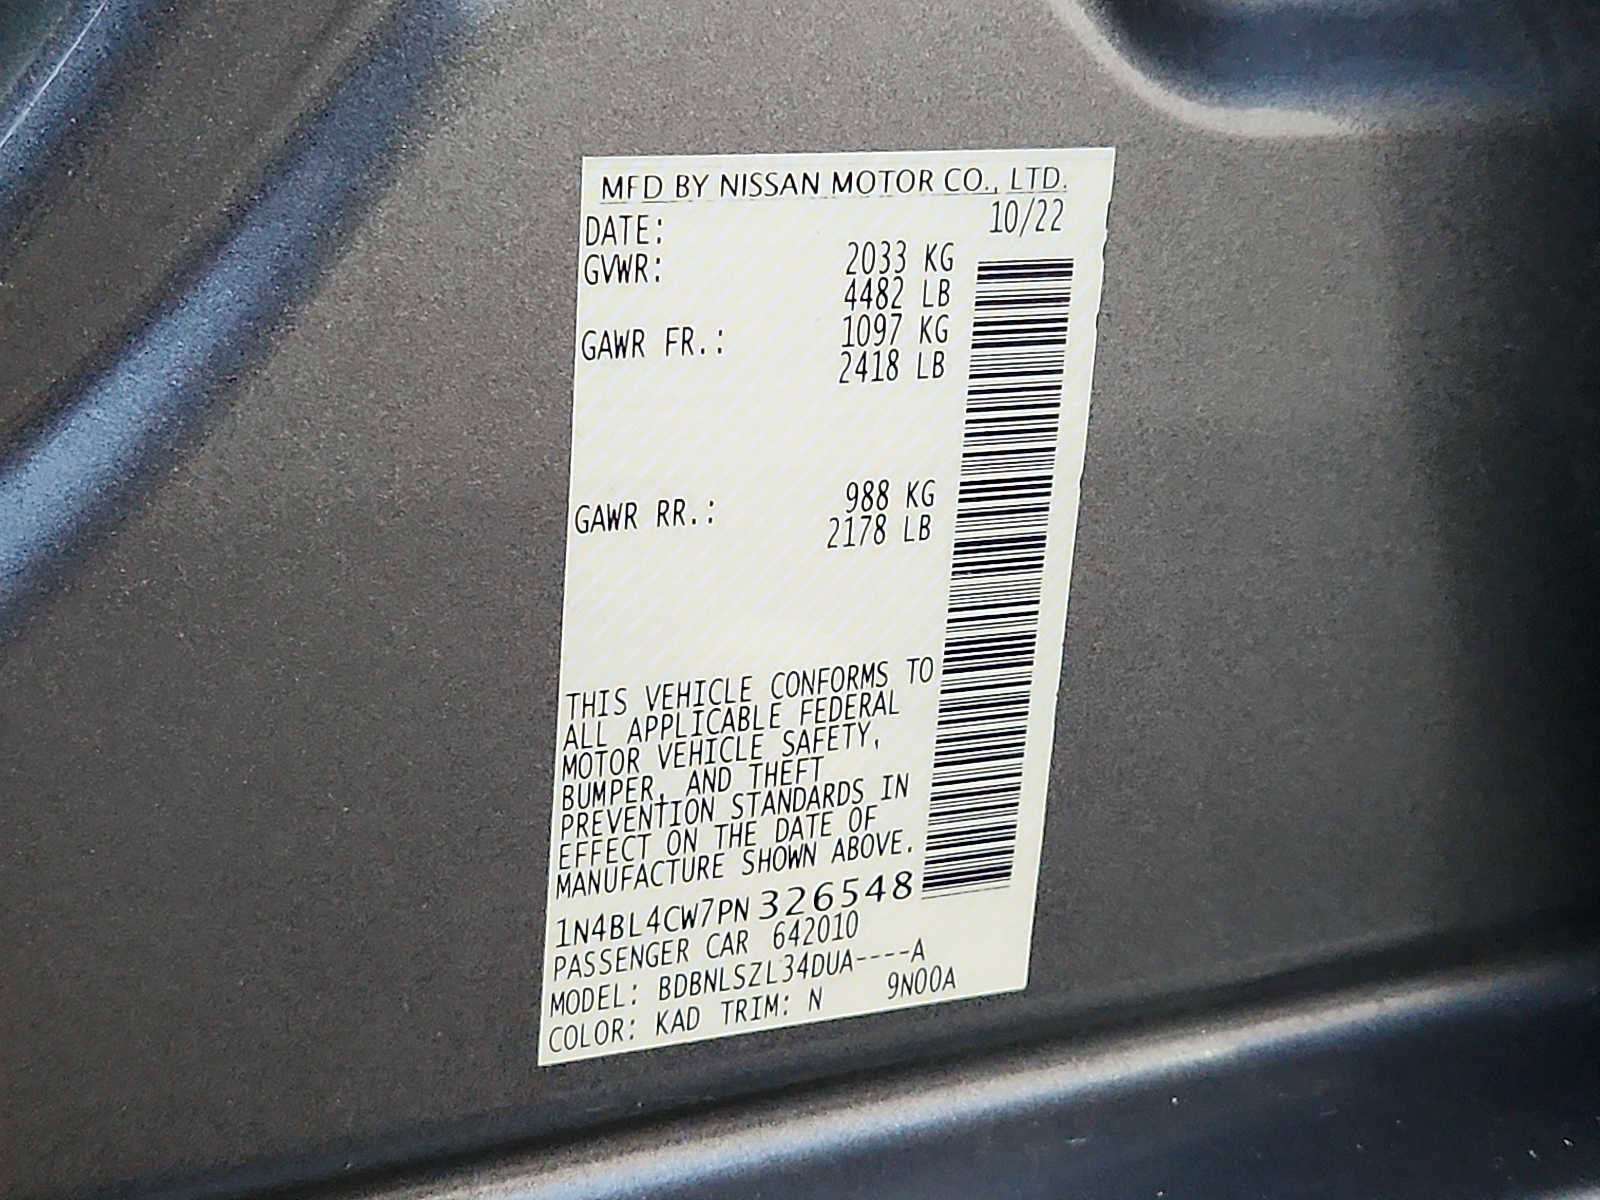 MFD BY NISSAN MOTOR CO., LTD.
DATE: 10/22
GVWR: 2033 KG
4482 LB
GAWR FR.: 1097 KG
2418 LB
GAWR RR.: 988 KG
2178 LB
THIS VEHICLE CONFORMS TO
ALL APPLICABLE FEDERAL
MOTOR VEHICLE SAFETY,
BUMPER, AND THEFT
PREVENTION STANDARDS IN
EFFECT ON THE DATE OF
MANUFACTURE SHOWN ABOVE.
1N4BL4CW7PN326548
PASSENGER CAR 642010
MODEL: BDBNLSZL34DUA----A
COLOR: KAD TRIM: N 9N00A